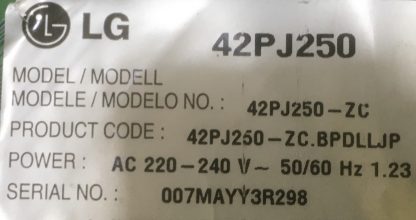 LG 42PJ250
MODEL / MODELL
MODELE / MODELO NO. : 42PJ250-ZC
PRODUCT CODE : 42PJ250-ZC.BPDLLJP
POWER : AC 220-240 V~ 50/60 Hz 1.23
SERIAL NO. : 007MAYY3R298